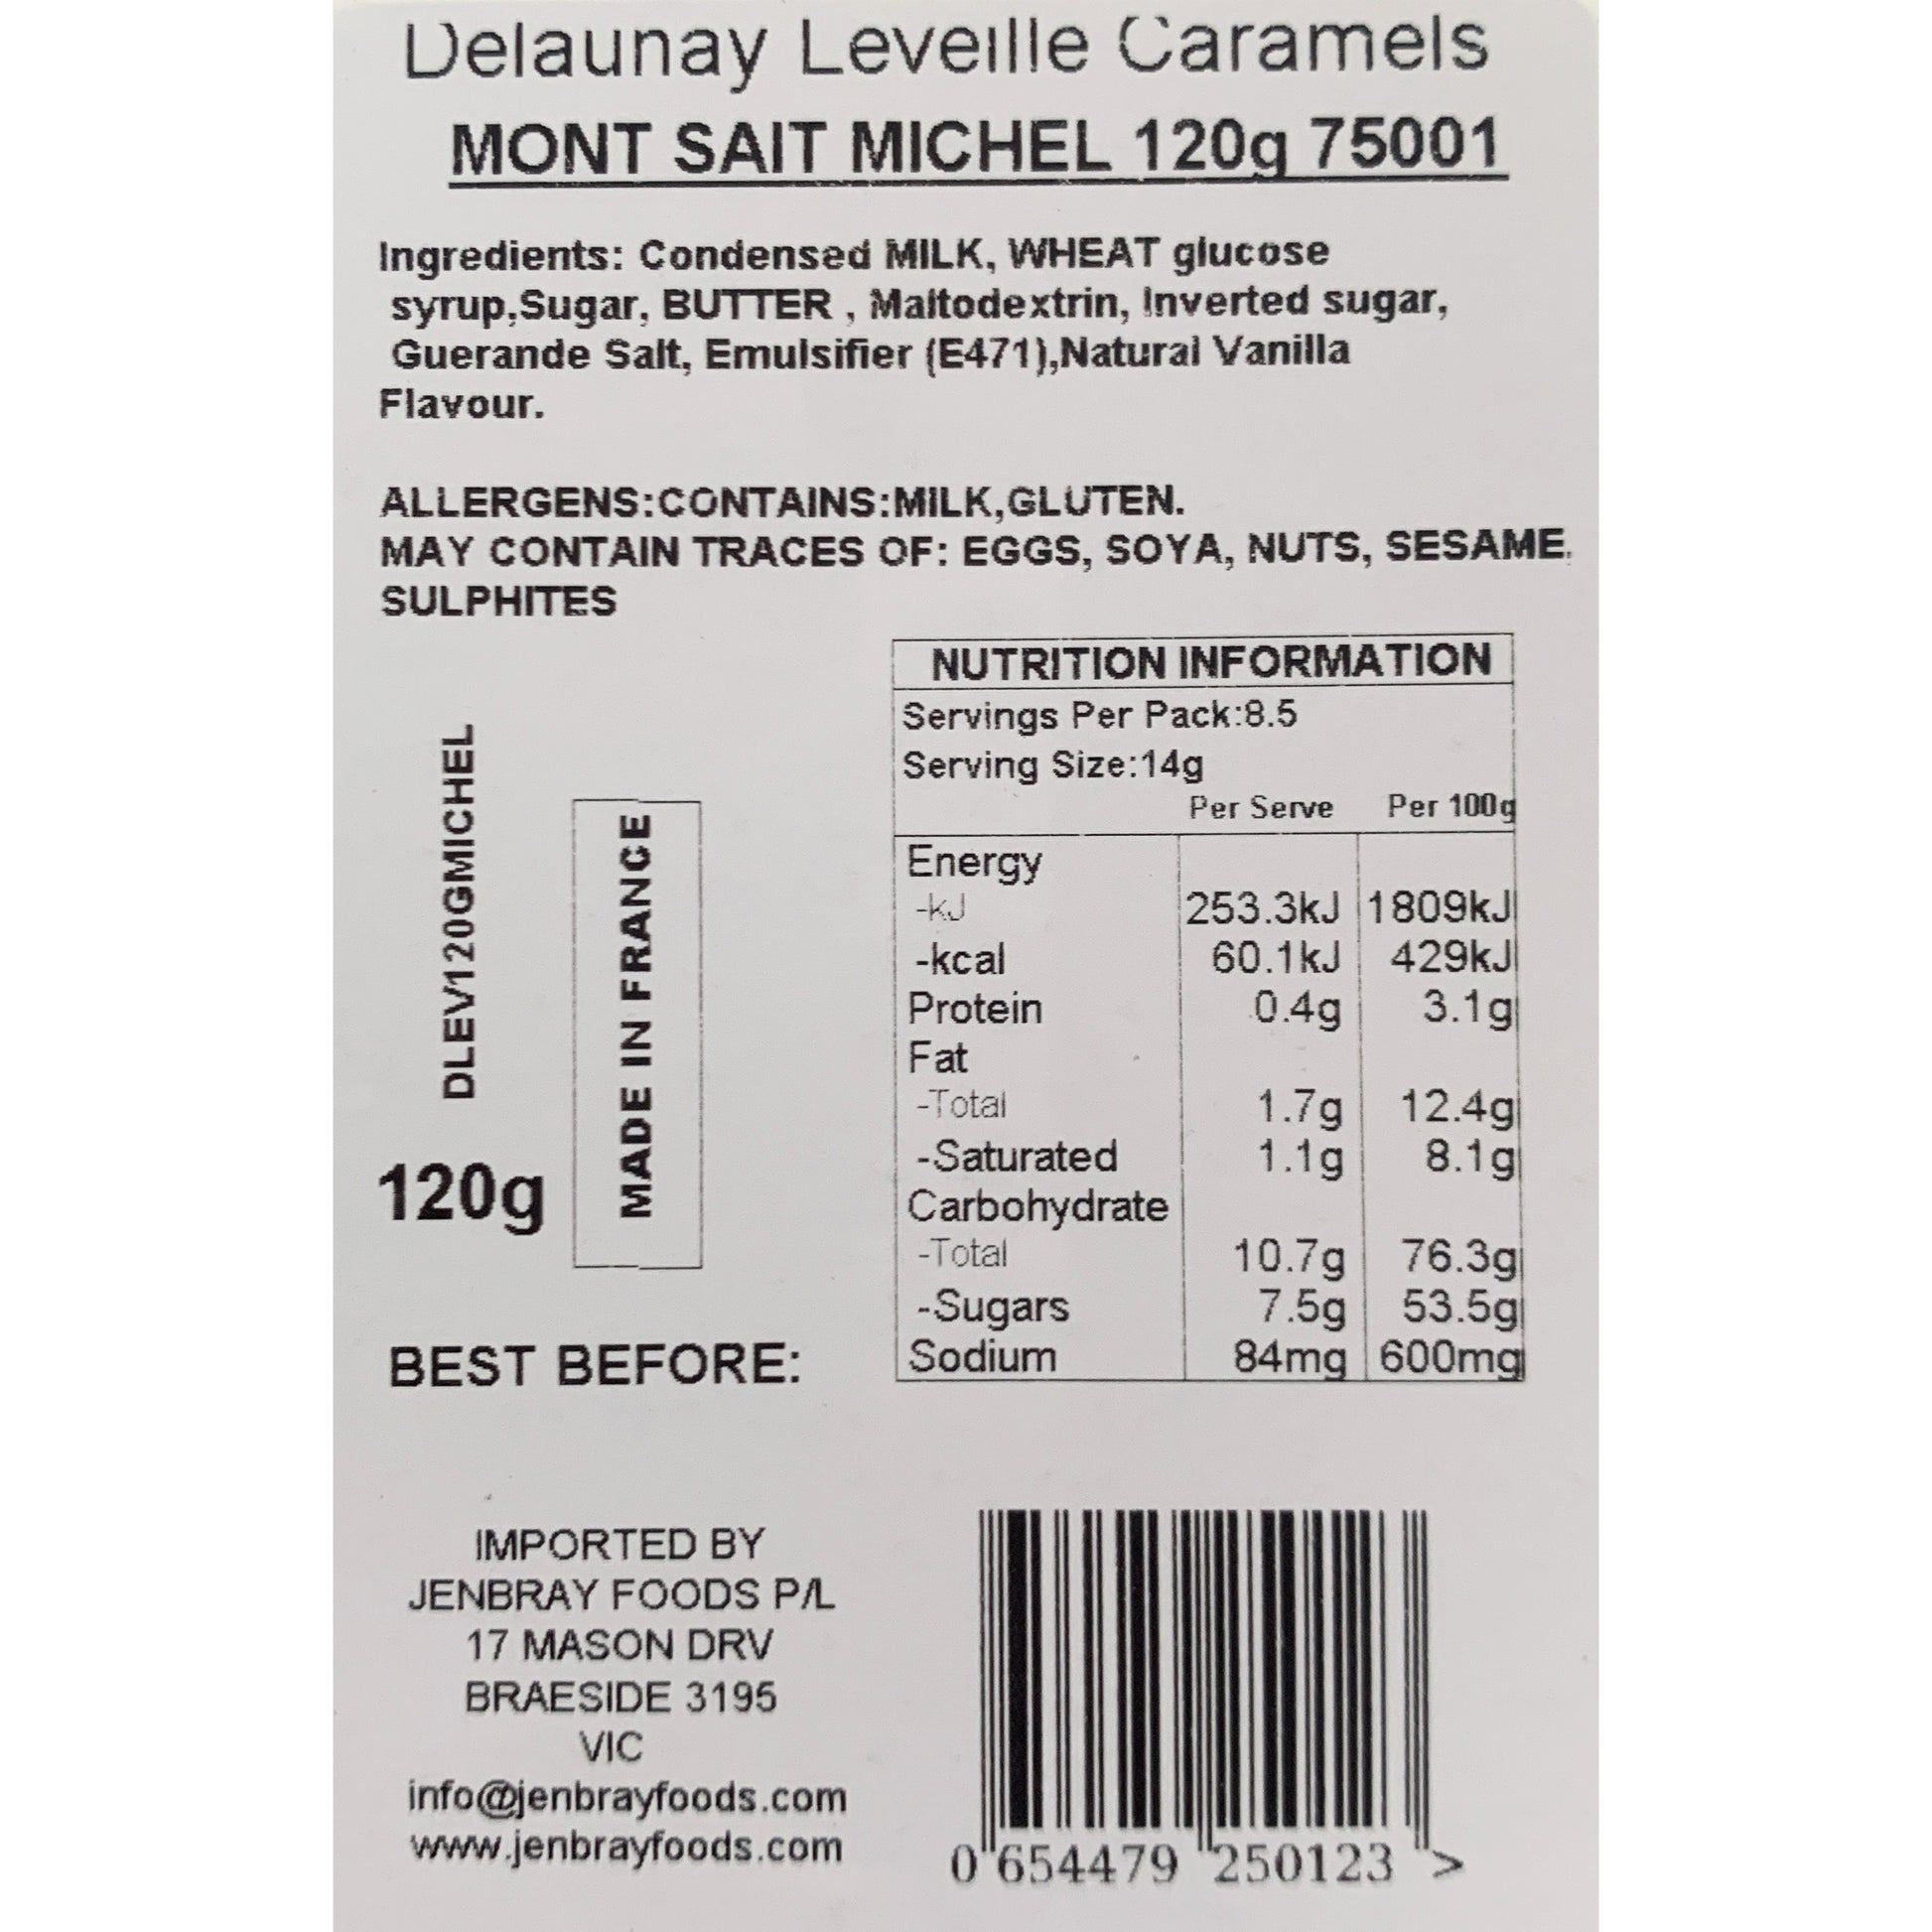 Delaunay Leveille Caramels
MONT SAIT MICHEL 120g 75001
Ingredients: Condensed MILK, WHEAT glucose
syrup,Sugar, BUTTER , Maltodextrin, Inverted sugar,
Guerande Salt, Emulsifier (E471),Natural Vanilla
Flavour.
ALLERGENS:CONTAINS:MILK,GLUTEN.
MAY CONTAIN TRACES OF: EGGS, SOYA, NUTS, SESAME.
SULPHITES
DLEV120GMICHEL
MADE IN FRANCE
120g
BEST BEFORE:
NUTRITION INFORMATION
Servings Per Pack:8.5
Serving Size:14g
Per Serve Per 100g
Energy
-kJ 253.3kJ 1809kJ
-kcal 60.1kJ 429kJ
Protein 0.4g 3.1g
Fat
-Total 1.7g 12.4g
-Saturated 1.1g 8.1g
Carbohydrate
-Total 10.7g 76.3g
-Sugars 7.5g 53.5g
Sodium 84mg 600mg
IMPORTED BY
JENBRAY FOODS P/L
17 MASON DRV
BRAESIDE 3195
VIC
info@jenbrayfoods.com
www.jenbrayfoods.com
0 654479 250123 >